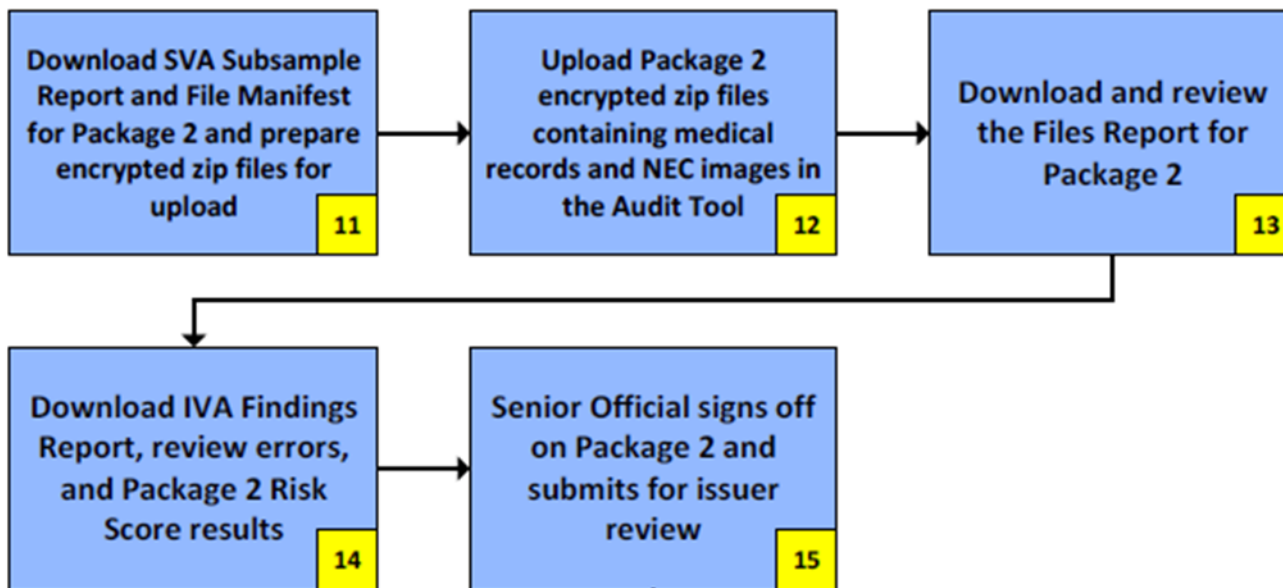 Download SVA Subsample
Report and File Manifest
for Package 2 and prepare
encrypted zip files for
upload
11
Upload Package 2
encrypted zip files
containing medical
records and NEC images in
the Audit Tool
12
Download and review
the Files Report for
Package 2
13
Download IVA Findings
Report, review errors,
and Package 2 Risk
Score results
14
Senior Official signs off
on Package 2 and
submits for issuer
review
15